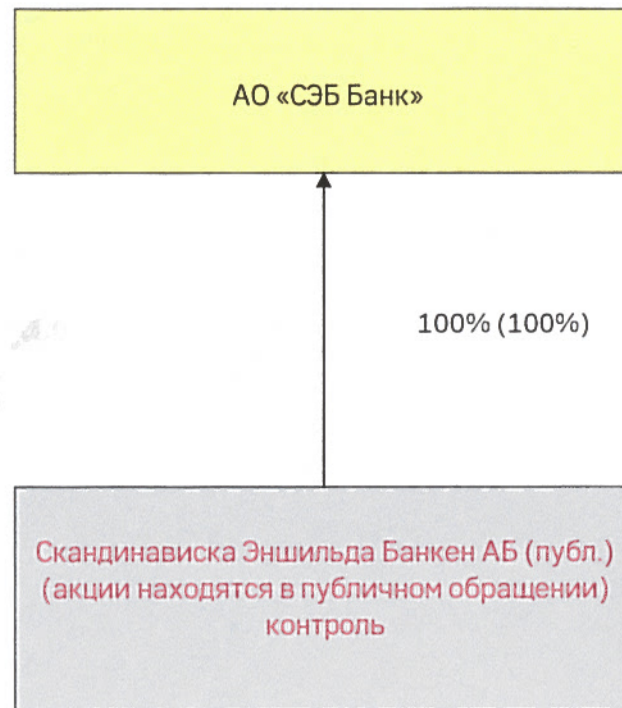 АО «СЭБ Банк»
100% (100%)
Скандинависка Эншильда Банкен АБ (публ.)
(акции находятся в публичном обращении)
контроль